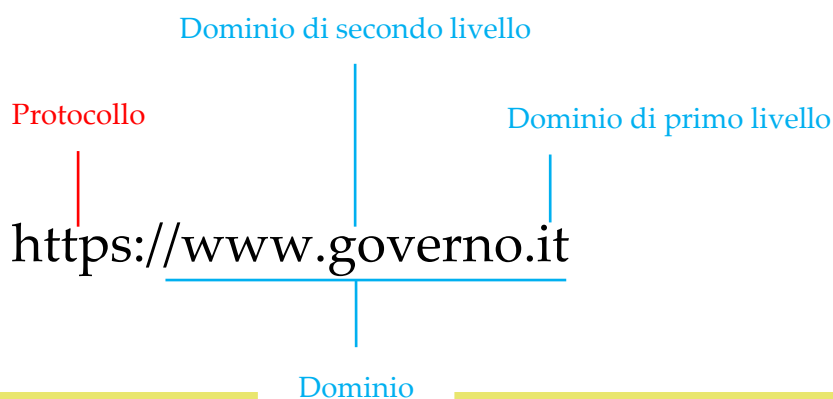 Dominio di secondo livello
Protocollo
Dominio di primo livello
https://www.governo.it
Dominio